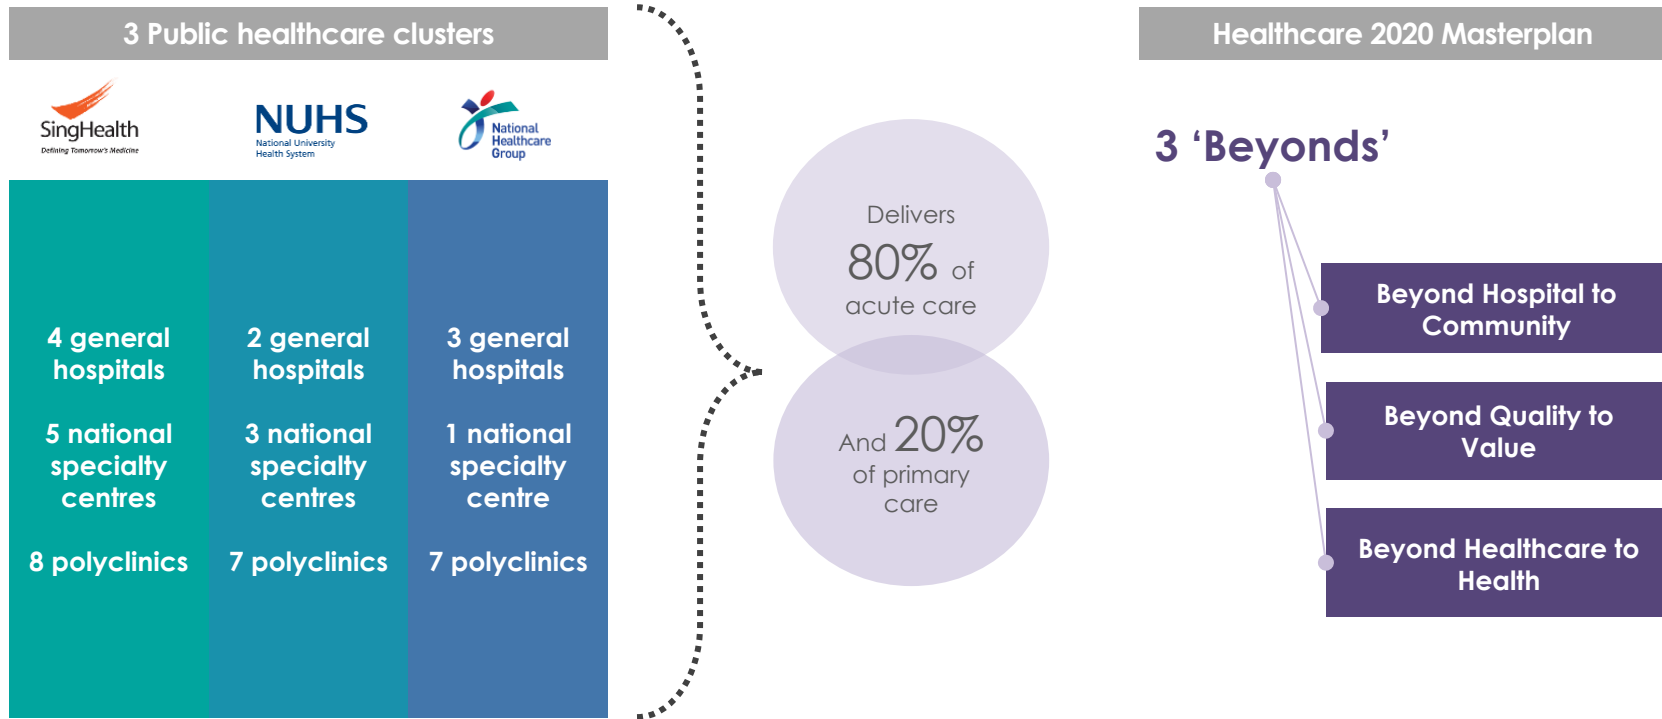 3 Public healthcare clusters
SingHealth
Defining Tomorrow's Medicine
NUHS
National University
Health System
National
Healthcare
Group
4 general
hospitals
5 national
specialty
centres
8 polyclinics
2 general
hospitals
3 national
specialty
centres
7 polyclinics
3 general
hospitals
1 national
specialty
centre
7 polyclinics
Delivers
80% of
acute care
And 20%
of primary
care
Healthcare 2020 Masterplan
3 ‘Beyonds’
Beyond Hospital to
Community
Beyond Quality to
Value
Beyond Healthcare to
Health